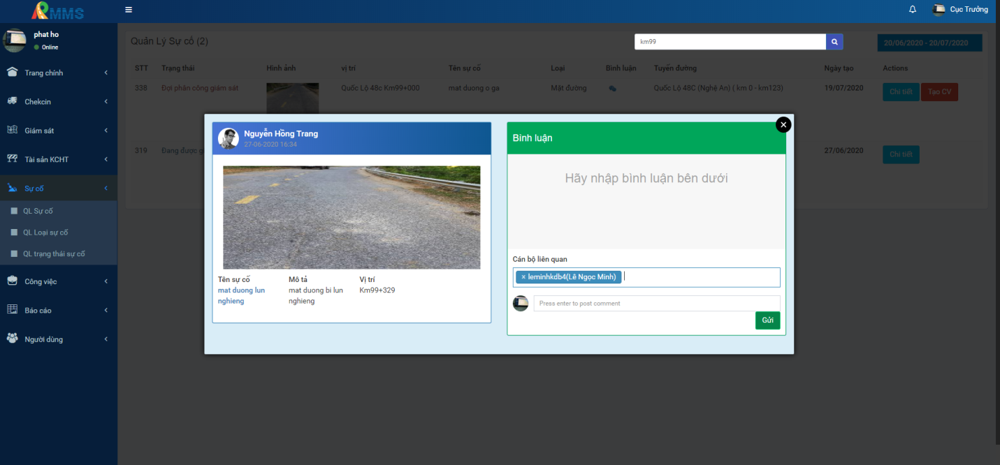 RMMS
Cục Trưởng
phat ho
Online
Trang chính
Chekcin
Giám sát
Tài sản KCHT
Sự cố
QL Sự cố
QL Loại sự cố
QL trạng thái sự cố
Công việc
Báo cáo
Người dùng
Quản Lý Sự cố (2)
km99
20/06/2020 - 20/07/2020
STT Trạng thái Hình ảnh vị trí Tên sự cố Loại Bình luận Tuyến đường Ngày tạo Actions
338 Đợi phân công giám sát Quốc Lộ 48c Km99+000 mat duong o ga Mặt đường Quốc Lộ 48C (Nghệ An) ( km 0 - km123) 19/07/2020 Chi tiết Tạo CV
319 Đang được 27/06/2020 Chi tiết
Nguyễn Hồng Trang
27-06-2020 16:34
Tên sự cố Mô tả Vị trí
mat duong lun mat duong bi lun Km99+329
nghieng nghieng
Bình luận
Hãy nhập bình luận bên dưới
Cán bộ liên quan
× leminhkdb4(Lê Ngọc Minh)
Press enter to post comment
Gửi